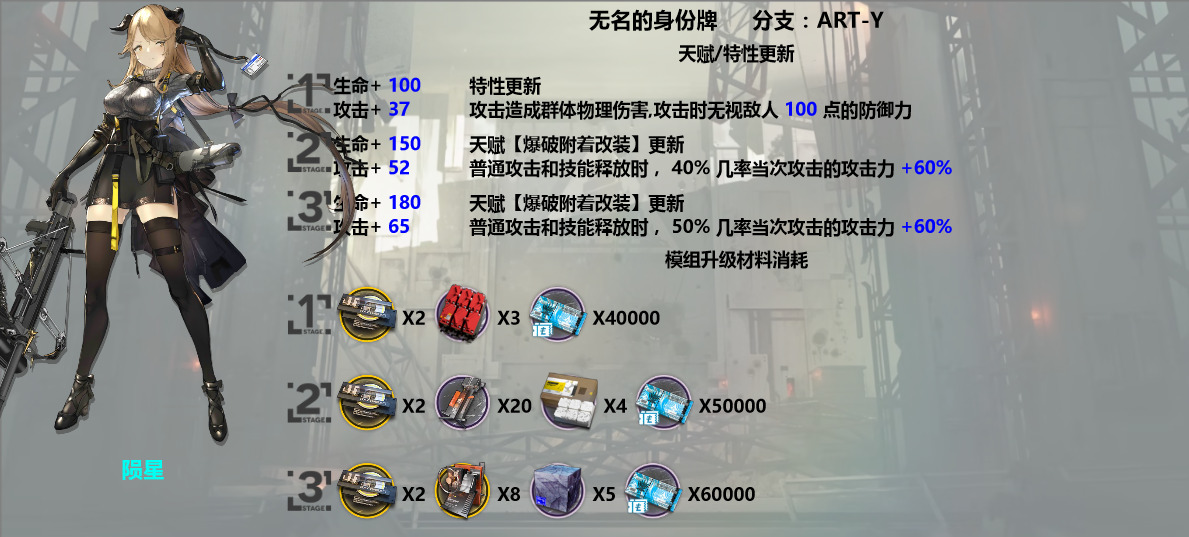 无名的身份牌 分支：ART-Y
天赋/特性更新
1 STAGE. 生命+ 100 特性更新
攻击+ 37 攻击造成群体物理伤害,攻击时无视敌人 100 点的防御力
2 STAGE. 生命+ 150 天赋【爆破附着改装】更新
攻击+ 52 普通攻击和技能释放时， 40% 几率当次攻击的攻击力 +60%
3 STAGE. 生命+ 180 天赋【爆破附着改装】更新
攻击+ 65 普通攻击和技能释放时， 50% 几率当次攻击的攻击力 +60%
模组升级材料消耗
1 STAGE. X2 X3 X40000
2 STAGE. X2 X20 X4 X50000
陨星
3 STAGE. X2 X8 X5 X60000